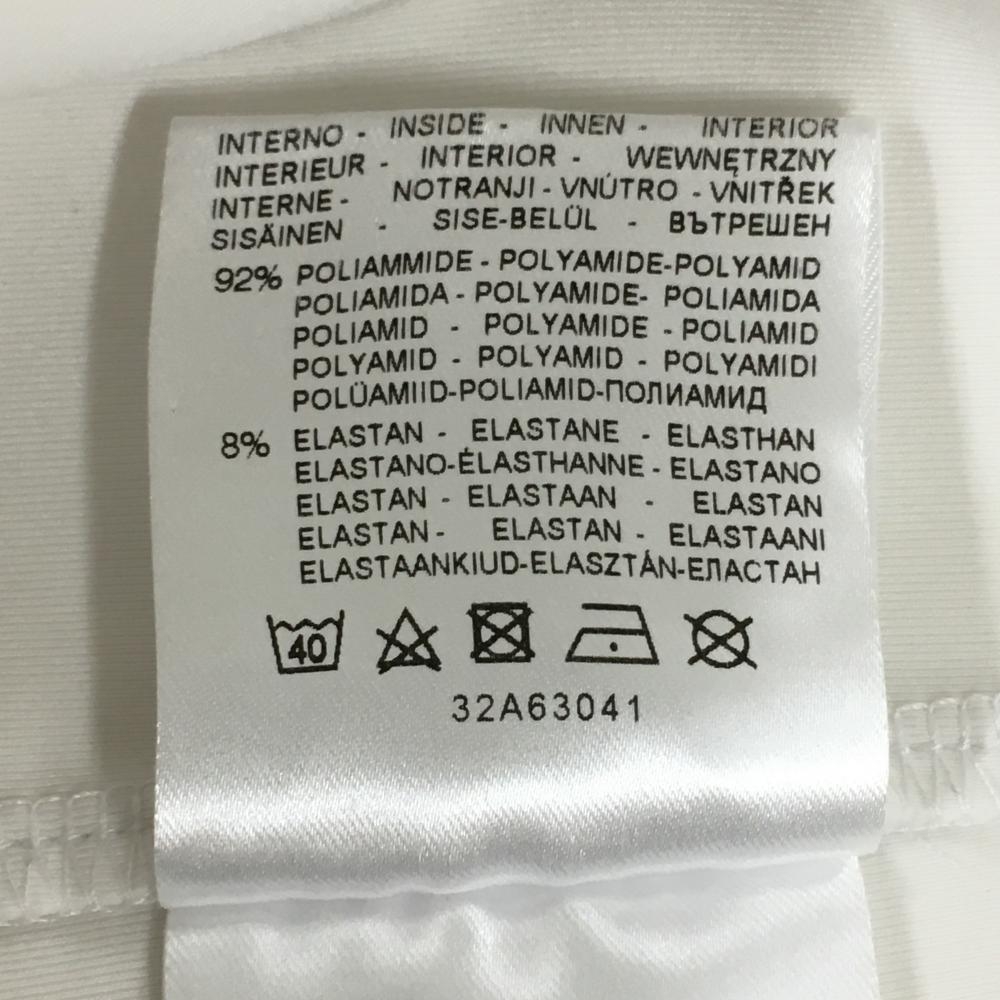 INTERNO - INSIDE - INNEN - INTERIOR
INTERIEUR - INTERIOR - WEWNĘTRZNY
INTERNE - NOTRANJI - VNÚTRO - VNITŘEK
SISÄINEN - SISE-BELÜL - ВЪТРЕШЕН
92% POLIAMMIDE - POLYAMIDE-POLYAMID
POLIAMIDA - POLYAMIDE- POLIAMIDA
POLIAMID - POLYAMIDE - POLIAMID
POLYAMID - POLYAMID - POLYAMIDI
POLÜAMIID-POLIAMID-ПОЛИАМИД
8% ELASTAN - ELASTANE - ELASTHAN
ELASTANO-ÉLASTHANNE - ELASTANO
ELASTAN - ELASTAAN - ELASTAN
ELASTAN - ELASTAN - ELASTAANI
ELASTAANKIUD-ELASZTÁN-ЕЛАСТАН
40
32A63041